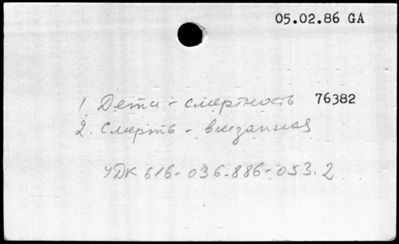 05.02.86 GA
1. Дети - смертность 76382
2. Смерть - внезапная
УДК 616-036.886-053.2